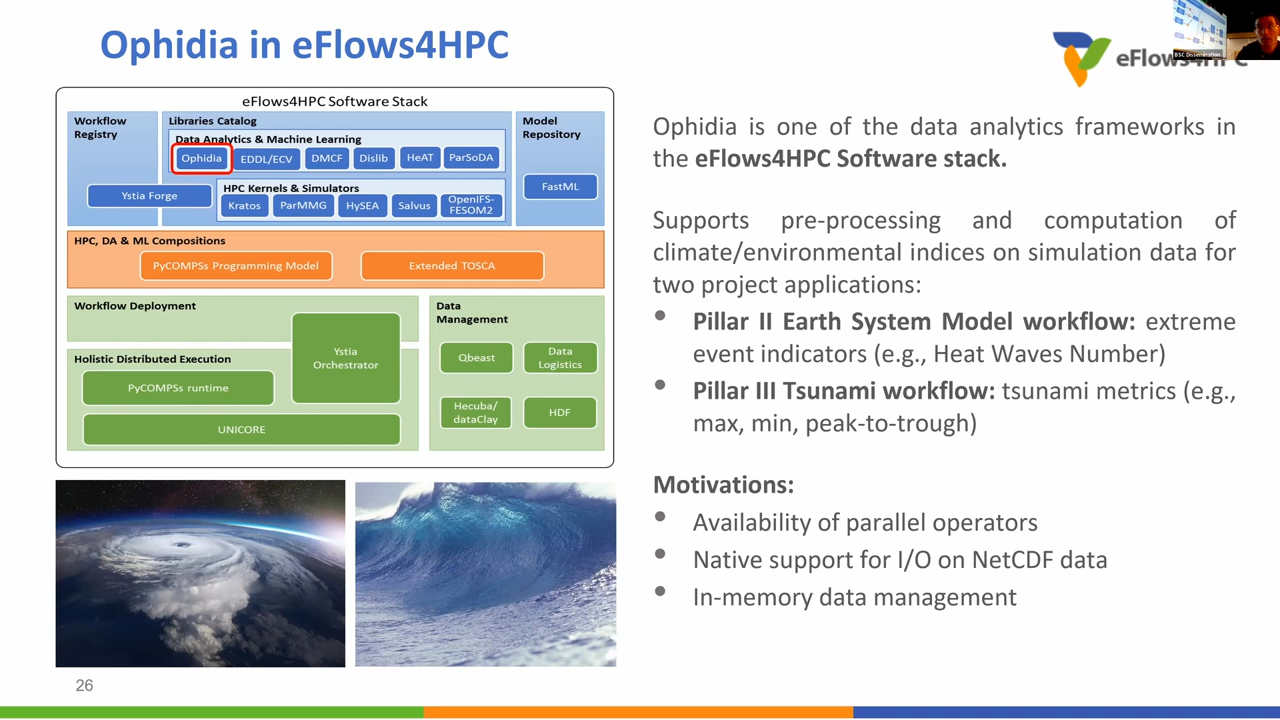 Ophidia in eFlows4HPC
BSC Dissemination
eFlows4HPC
eFlows4HPC Software Stack
Workflow
Registry
Libraries Catalog
Model
Repository
Data Analytics & Machine Learning
Ophidia
EDDL/ECV
DMCF
Dislib
HeAT
ParSoDA
Ystia Forge
HPC Kernels & Simulators
Kratos
ParMMG
HySEA
Salvus
OpenIFS-
FESOM2
FastML
HPC, DA & ML Compositions
PyCOMPSs Programming Model
Extended TOSCA
Workflow Deployment
Ystia
Orchestrator
Holistic Distributed Execution
PyCOMPSs runtime
UNICORE
Data
Management
Qbeast
Data
Logistics
Hecuba/
dataClay
HDF
Ophidia is one of the data analytics frameworks in
the eFlows4HPC Software stack.
Supports pre-processing and computation of
climate/environmental indices on simulation data for
two project applications:
• Pillar II Earth System Model workflow: extreme
event indicators (e.g., Heat Waves Number)
• Pillar III Tsunami workflow: tsunami metrics (e.g.,
max, min, peak-to-trough)
Motivations:
• Availability of parallel operators
• Native support for I/O on NetCDF data
• In-memory data management
26